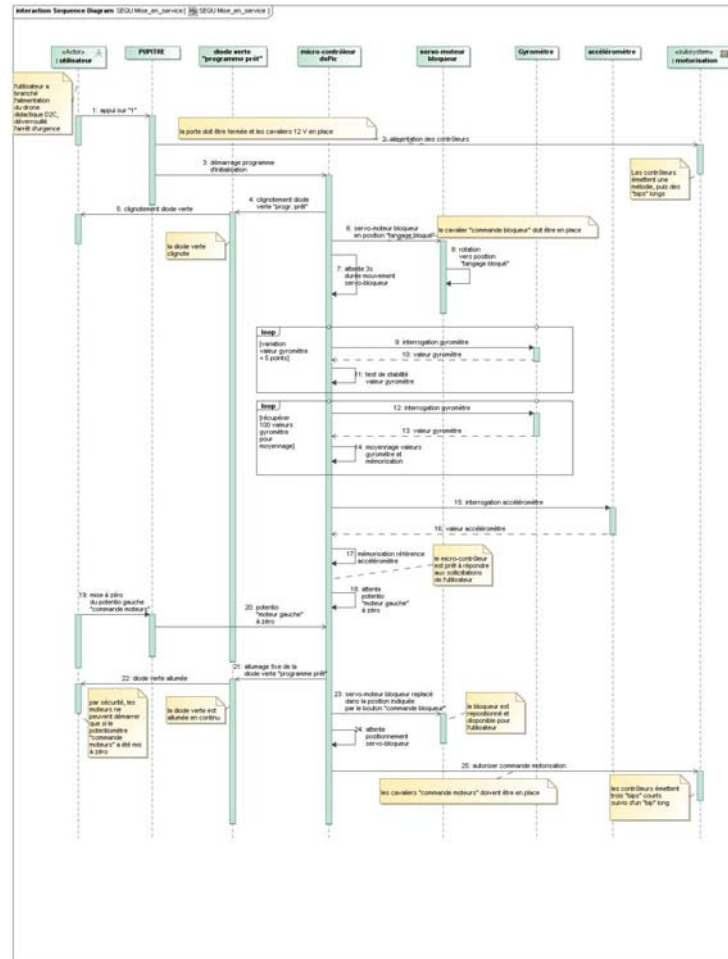 interaction Sequence Diagram SEQU Mise_en_service [ SEQU Mise_en_service ]
«Actor»
: utilisateur
PUPITRE
diode verte
"programme prêt"
micro-contrôleur
dsPic
servo-moteur
bloqueur
Gyromètre
accéléromètre
«subsystem»
: motorisation
l'utilisateur a
branché
l'alimentation
du drone
didactique D2C,
déverrouillé
l'arrêt d'urgence
1: appui sur "1"
la porte doit être fermée et les cavaliers 12 V en place
2: alimentation des contrôleurs
3: démarrage programme
d'initialisation
Les contrôleurs
émettent une
mélodie, puis des
"bips" longs
4: clignotement diode
verte "progr. prêt"
5: clignotement diode verte
la diode verte
clignote
6: servo-moteur bloqueur
en position "tangage bloqué"
le cavalier "commande bloqueur" doit être en place
8: rotation
vers position
"tangage bloqué"
7: attente 3s
durée mouvement
servo-bloqueur
loop
[variation
valeur gyromètre
< 5 points]
9: interrogation gyromètre
10: valeur gyromètre
11: test de stabilité
valeur gyromètre
loop
[récupérer
100 valeurs
gyromètre
pour
moyennage]
12: interrogation gyromètre
13: valeur gyromètre
14: moyennage valeurs
gyromètre et
mémorisation
15: interrogation accéléromètre
16: valeur accéléromètre
17: mémorisation référence
accéléromètre
le micro-contrôleur
est prêt à répondre
aux sollicitations
de l'utilisateur
18: attente
potentio
"moteur gauche"
à zéro
19: mise à zéro
du potentio gauche
"commande moteurs"
20: potentio
"moteur gauche"
à zéro
21: allumage fixe de la
diode verte "programme prêt"
22: diode verte allumée
par sécurité, les
moteurs ne
peuvent démarrer
que si le
potentiomètre
"commande
moteurs" a été mis
à zéro
la diode verte est
allumée en continu
23: servo-moteur bloqueur replacé
dans la position indiquée
par le bouton "commande bloqueur"
le bloqueur est
repositionné et
disponible pour
l'utilisateur
24: attente
positionnement
servo-bloqueur
25: autoriser commande motorisation
les cavaliers "commande moteurs" doivent être en place
les contrôleurs émettent
trois "bips" courts
suivis d'un "bip" long